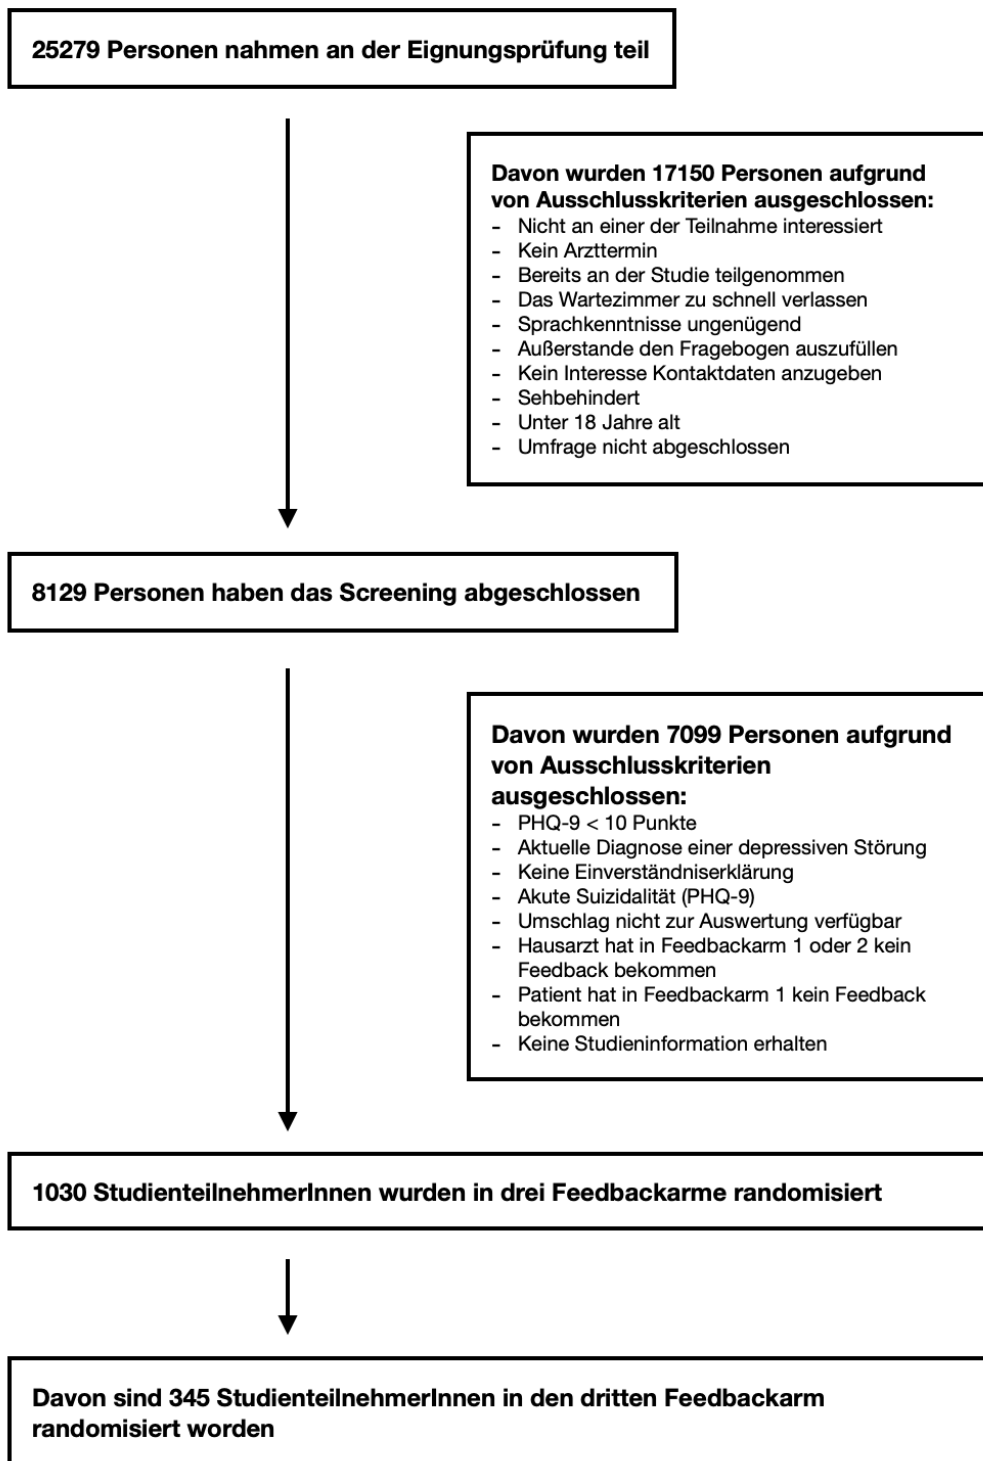 25279 Personen nahmen an der Eignungsprüfung teil
Davon wurden 17150 Personen aufgrund
von Ausschlusskriterien ausgeschlossen:
- Nicht an einer der Teilnahme interessiert
- Kein Arzttermin
- Bereits an der Studie teilgenommen
- Das Wartezimmer zu schnell verlassen
- Sprachkenntnisse ungenügend
- Außerstande den Fragebogen auszufüllen
- Kein Interesse Kontaktdaten anzugeben
- Sehbehindert
- Unter 18 Jahre alt
- Umfrage nicht abgeschlossen
8129 Personen haben das Screening abgeschlossen
Davon wurden 7099 Personen aufgrund
von Ausschlusskriterien
ausgeschlossen:
- PHQ-9 < 10 Punkte
- Aktuelle Diagnose einer depressiven Störung
- Keine Einverständniserklärung
- Akute Suizidalität (PHQ-9)
- Umschlag nicht zur Auswertung verfügbar
- Hausarzt hat in Feedbackarm 1 oder 2 kein
Feedback bekommen
- Patient hat in Feedbackarm 1 kein Feedback
bekommen
- Keine Studieninformation erhalten
1030 StudienteilnehmerInnen wurden in drei Feedbackarme randomisiert
Davon sind 345 StudienteilnehmerInnen in den dritten Feedbackarm
randomisiert worden